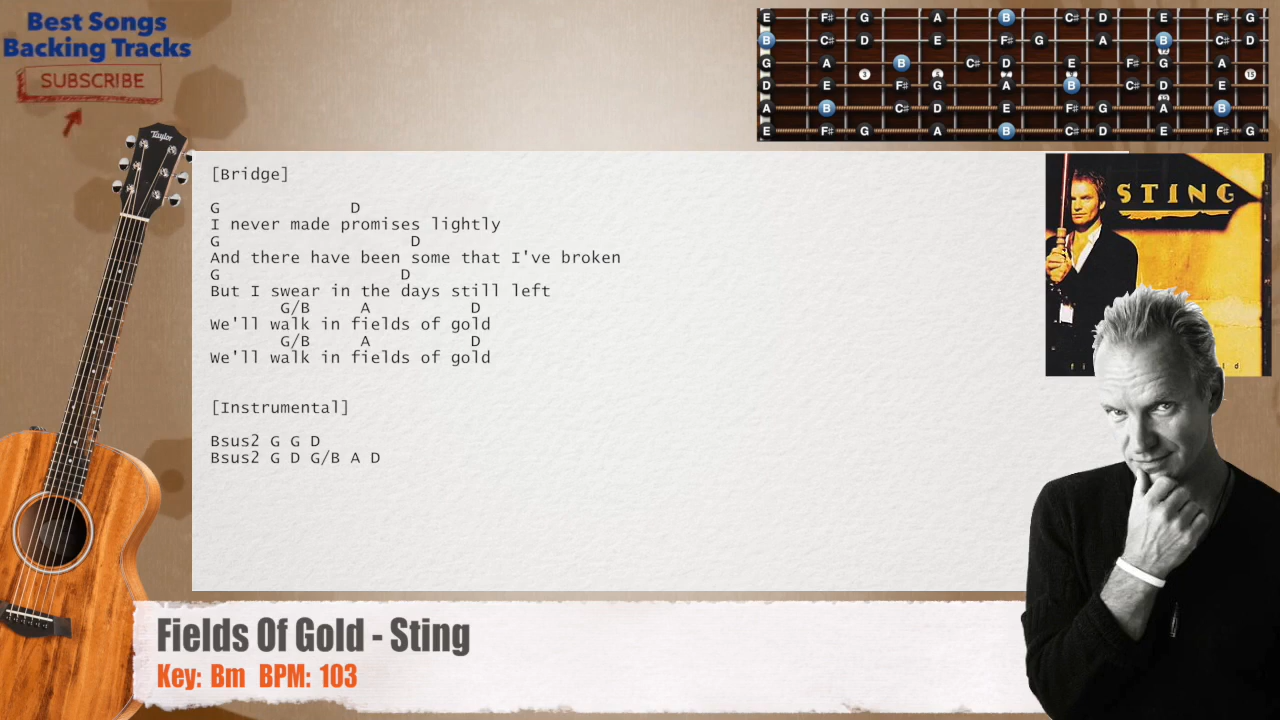 Best Songs
Backing Tracks
SUBSCRIBE
Taylor
E F# G A B C# D E F# G
B C# D E F# G A B C# D
G A B C# D E F# G A
D E F# G A B C# D E
A B C# D E F# G A B
E F# G A B C# D E F# G
STING
[Bridge]
G D
I never made promises lightly
G D
And there have been some that I've broken
G D
But I swear in the days still left
G/B A D
We'll walk in fields of gold
G/B A D
We'll walk in fields of gold
[Instrumental]
Bsus2 G G D
Bsus2 G D G/B A D
Fields Of Gold - Sting
Key: Bm BPM: 103